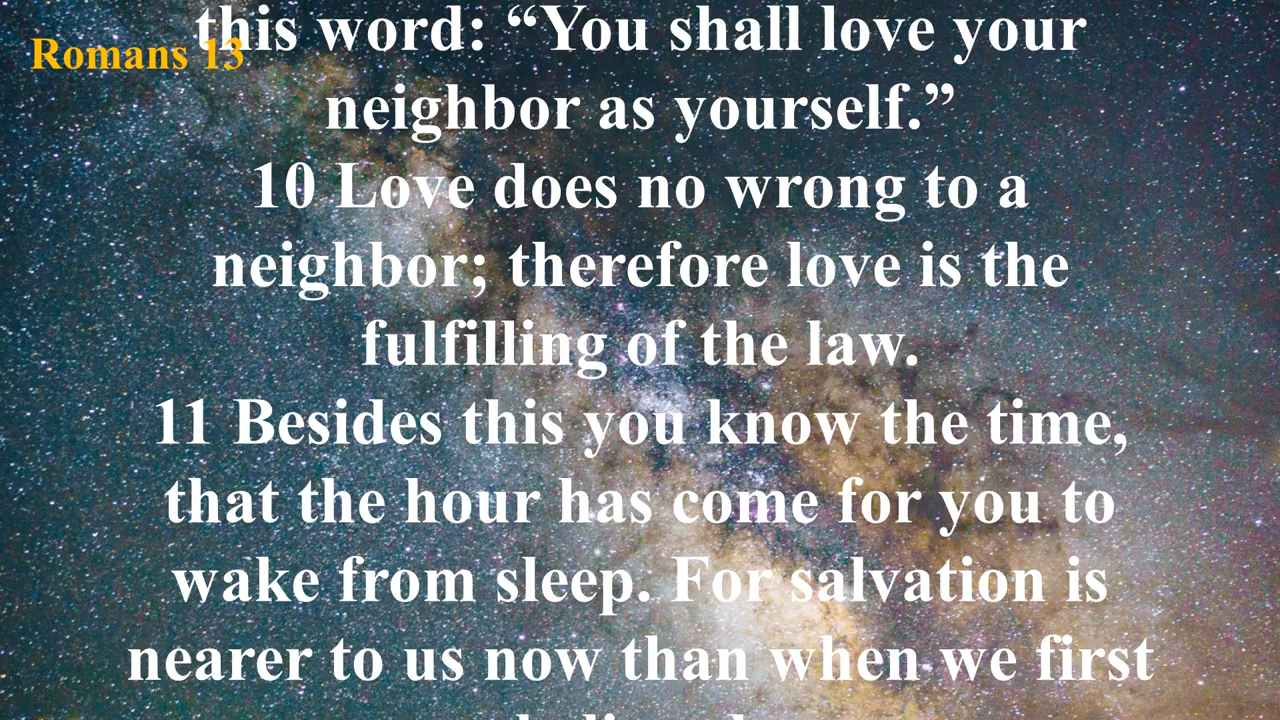 this word: “You shall love your
Romans 13
neighbor as yourself.”
10 Love does no wrong to a
neighbor; therefore love is the
fulfilling of the law.
11 Besides this you know the time,
that the hour has come for you to
wake from sleep. For salvation is
nearer to us now than when we first